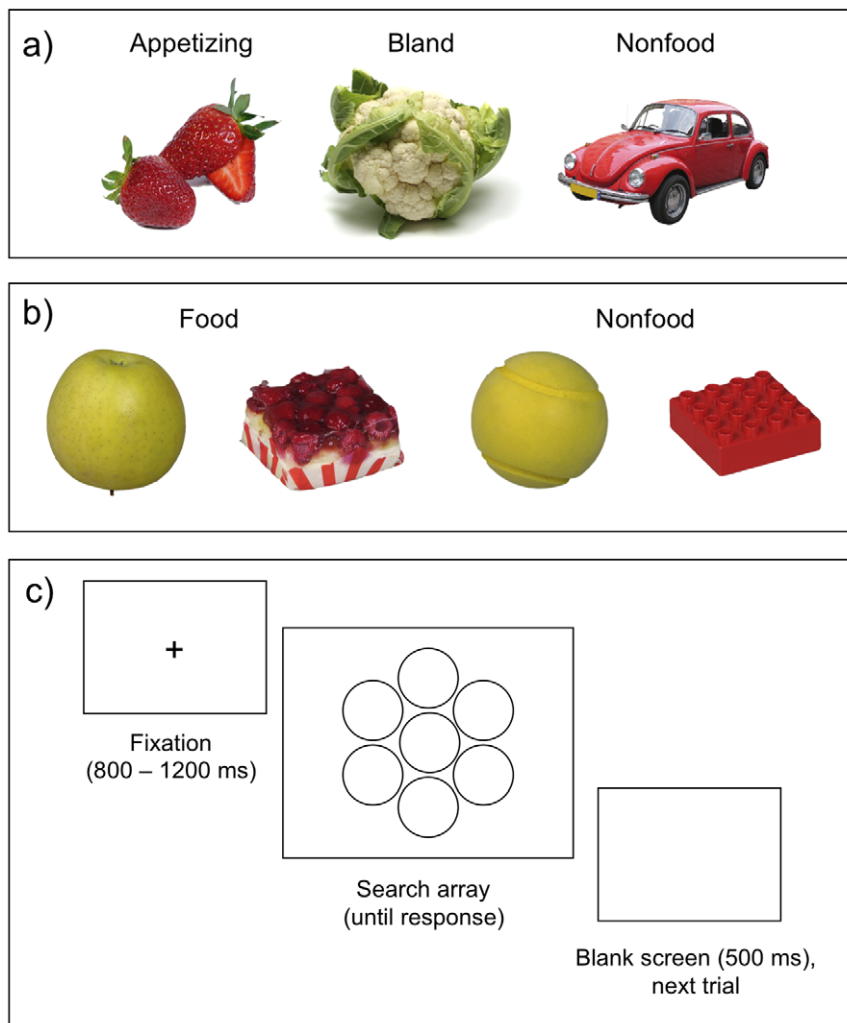 a)
Appetizing
Bland
Nonfood
b)
Food
Nonfood
c)
+
Fixation
(800 – 1200 ms)
Search array
(until response)
Blank screen (500 ms),
next trial